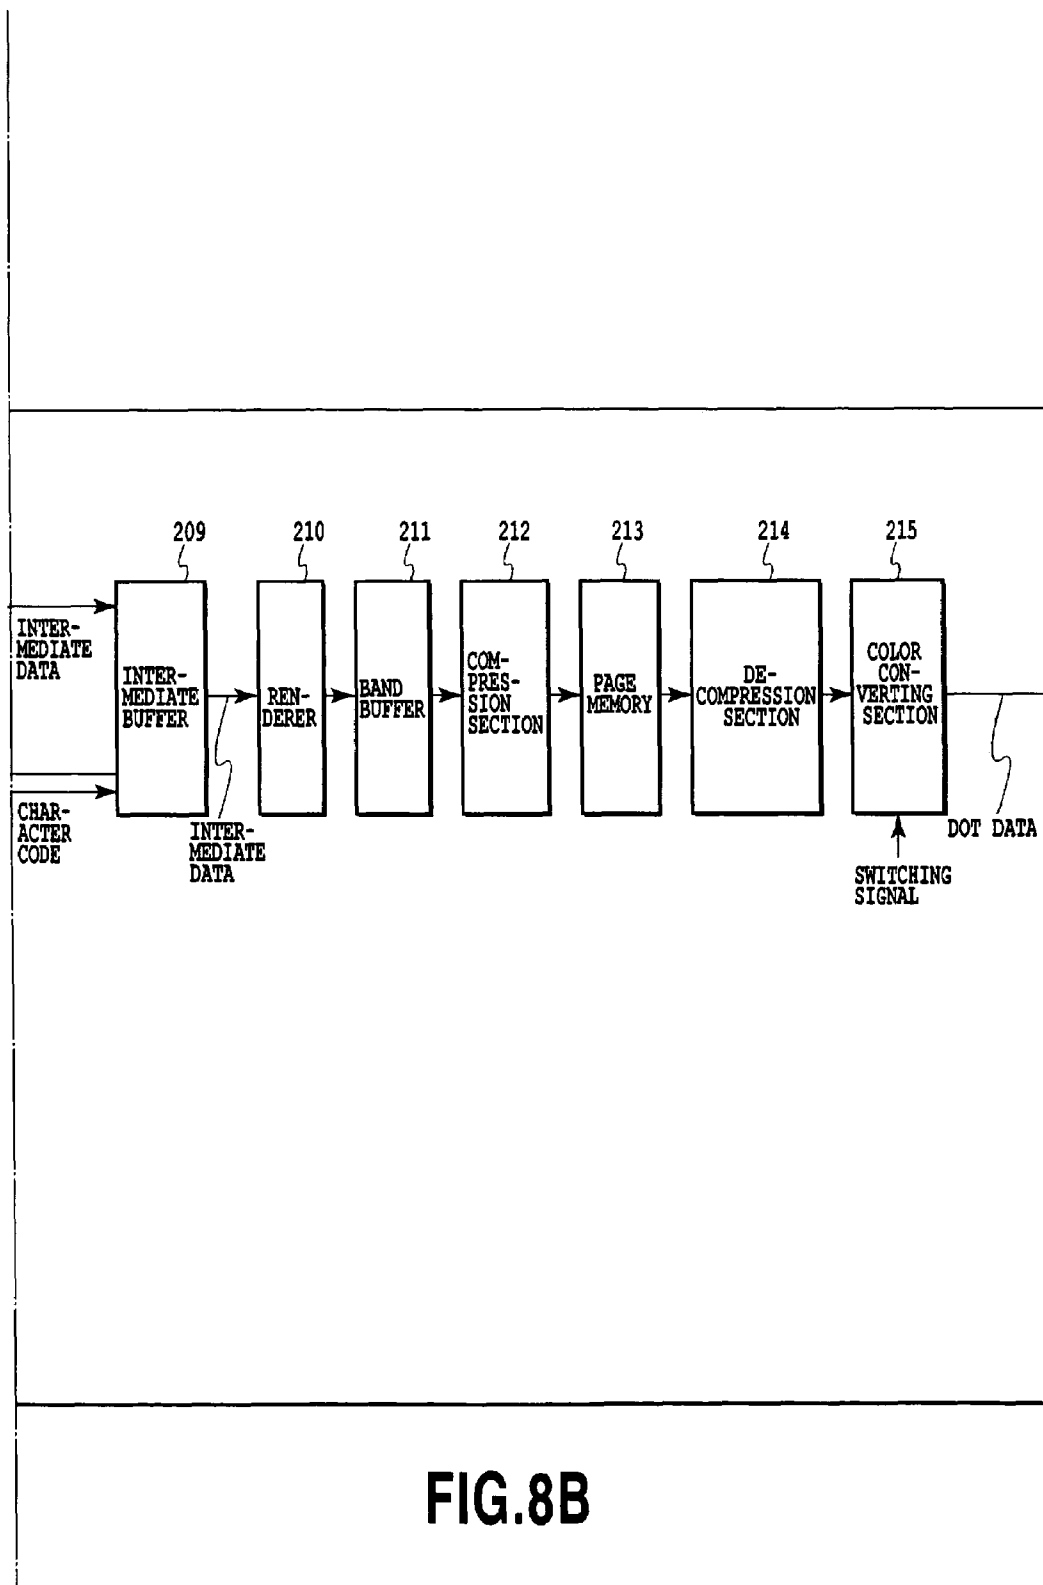 209
210
211
212
213
214
215
INTER-
MEDIATE
DATA
INTER-
MEDIATE
BUFFER
REN-
DERER
BAND
BUFFER
COM-
PRES-
SION
SECTION
PAGE
MEMORY
DE-
COMPRESSION
SECTION
COLOR
CON-
VERTING
SECTION
CHAR-
ACTER
CODE
INTER-
MEDIATE
DATA
DOT DATA
SWITCHING
SIGNAL
FIG.8B